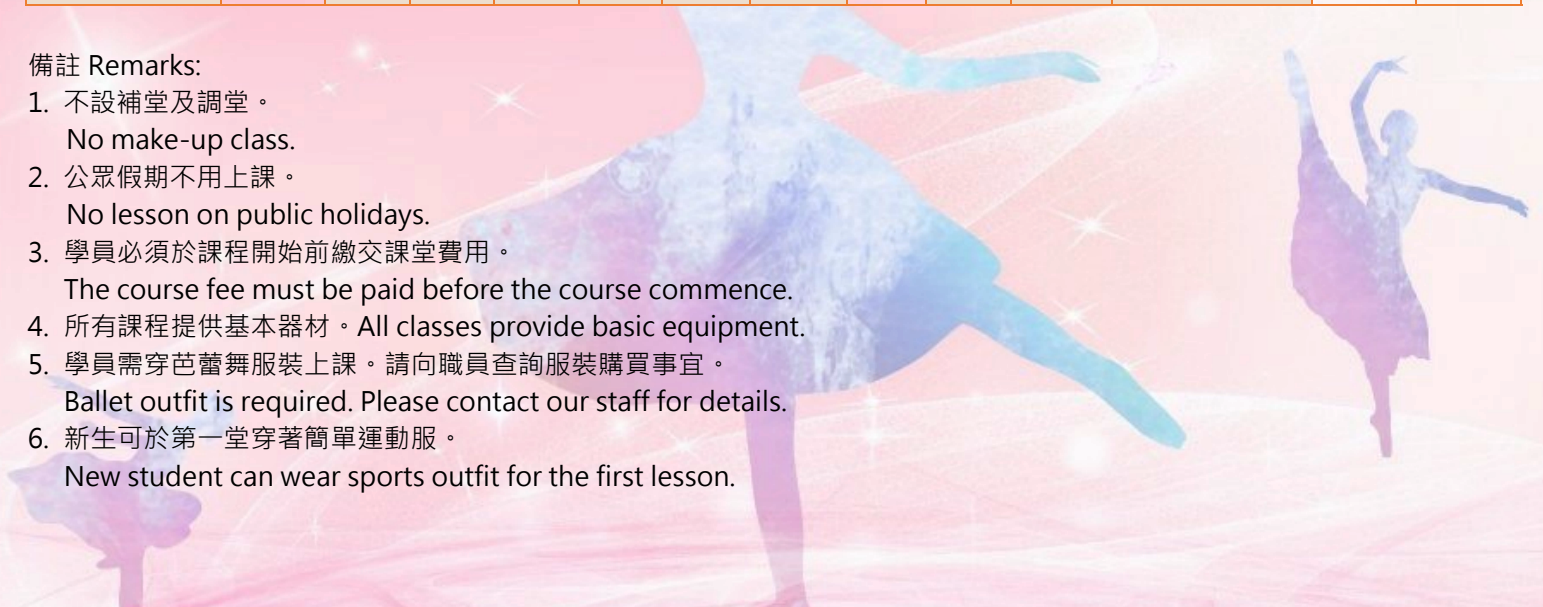 備註 Remarks:
1. 不設補堂及調堂。
No make-up class.
2. 公眾假期不用上課。
No lesson on public holidays.
3. 學員必須於課程開始前繳交課堂費用。
The course fee must be paid before the course commence.
4. 所有課程提供基本器材。All classes provide basic equipment.
5. 學員需穿芭蕾舞服裝上課。請向職員查詢服裝購買事宜。
Ballet outfit is required. Please contact our staff for details.
6. 新生可於第一堂穿著簡單運動服。
New student can wear sports outfit for the first lesson.